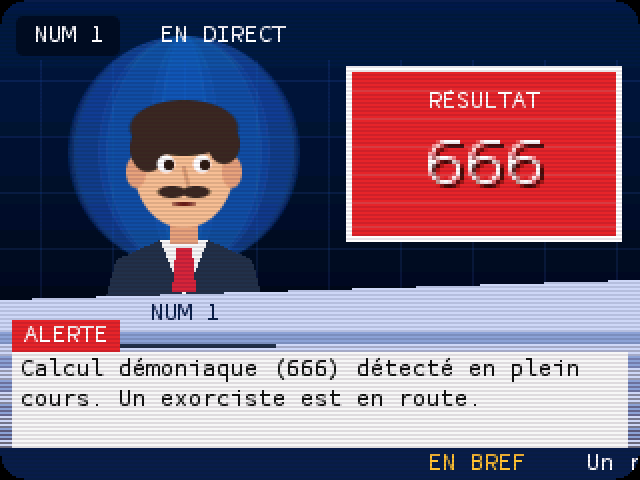 NUM 1 EN DIRECT
RÉSULTAT
666
NUM 1
ALERTE
Calcul démoniaque (666) détecté en plein
cours. Un exorciste est en route.
EN BREF Un